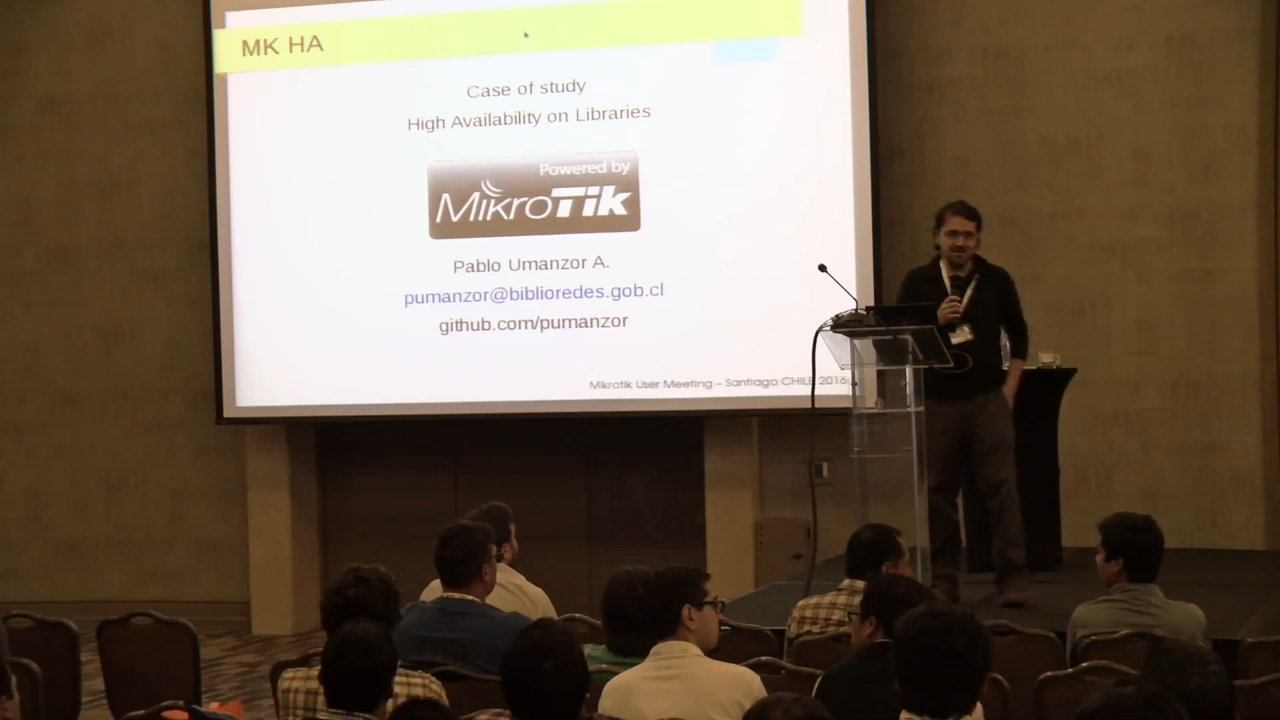 MK HA
Case of study
High Availability on Libraries
Powered by
MikroTik
Pablo Umanzor A.
pumanzor@biblioredes.gob.cl
github.com/pumanzor
Mikrotik User Meeting – Santiago CHILE 2016